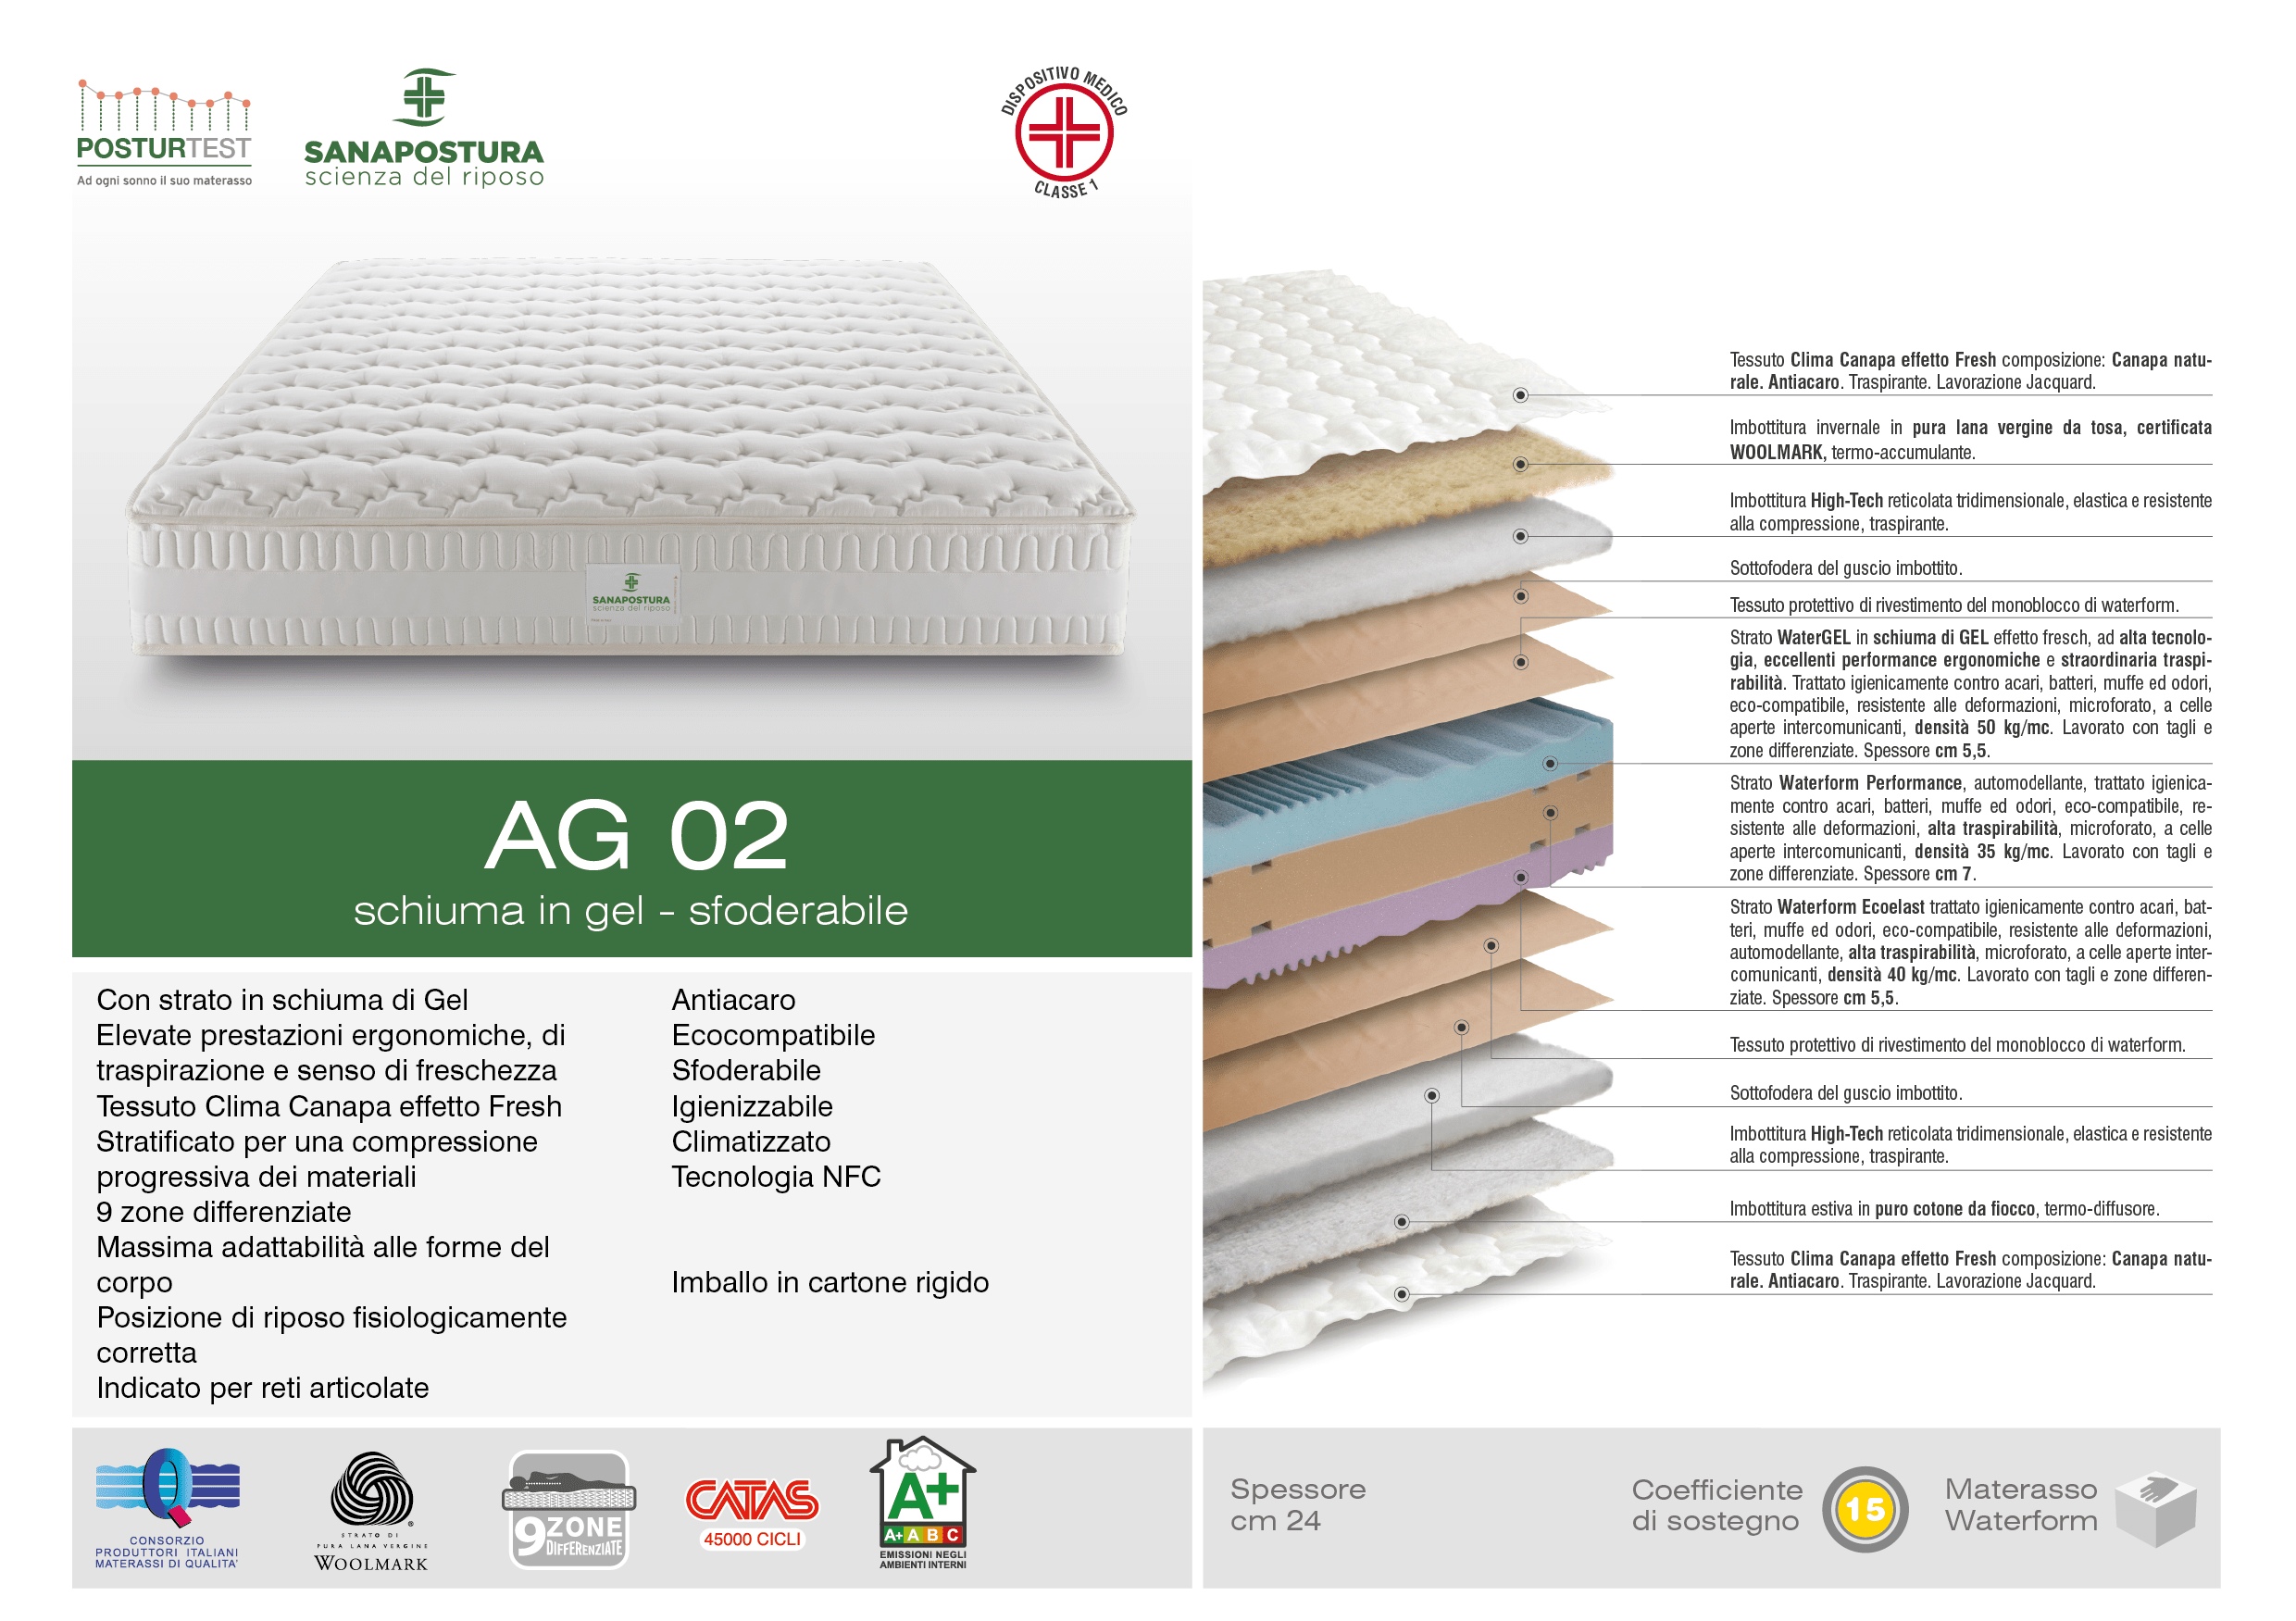 POSTURTEST
Ad ogni sonno il suo materasso
SANAPOSTURA
scienza del riposo
DISPOSITIVO MEDICO
CLASSE 1
SANAPOSTURA
scienza del riposo
AG 02
schiuma in gel - sfoderabile
Con strato in schiuma di Gel
Elevate prestazioni ergonomiche, di
traspirazione e senso di freschezza
Tessuto Clima Canapa effetto Fresh
Stratificato per una compressione
progressiva dei materiali
9 zone differenziate
Massima adattabilità alle forme del
corpo
Posizione di riposo fisiologicamente
corretta
Indicato per reti articolate
Antiacaro
Ecocompatibile
Sfoderabile
Igienizzabile
Climatizzato
Tecnologia NFC
Imballo in cartone rigido
Tessuto Clima Canapa effetto Fresh composizione: Canapa natu-
rale. Antiacaro. Traspirante. Lavorazione Jacquard.
Imbottitura invernale in pura lana vergine da tosa, certificata
WOOLMARK, termo-accumulante.
Imbottitura High-Tech reticolata tridimensionale, elastica e resistente
alla compressione, traspirante.
Sottofodera del guscio imbottito.
Tessuto protettivo di rivestimento del monoblocco di waterform.
Strato WaterGEL in schiuma di GEL effetto fresch, ad alta tecnolo-
gia, eccellenti performance ergonomiche e straordinaria traspi-
rabilità. Trattato igienicamente contro acari, batteri, muffe ed odori,
eco-compatibile, resistente alle deformazioni, microforato, a celle
aperte intercomunicanti, densità 50 kg/mc. Lavorato con tagli e
zone differenziate. Spessore cm 5,5.
Strato Waterform Performance, automodellante, trattato igienica-
mente contro acari, batteri, muffe ed odori, eco-compatibile, re-
sistente alle deformazioni, alta traspirabilità, microforato, a celle
aperte intercomunicanti, densità 35 kg/mc. Lavorato con tagli e
zone differenziate. Spessore cm 7.
Strato Waterform Ecoelast trattato igienicamente contro acari, bat-
teri, muffe ed odori, eco-compatibile, resistente alle deformazioni,
automodellante, alta traspirabilità, microforato, a celle aperte inter-
comunicanti, densità 40 kg/mc. Lavorato con tagli e zone differen-
ziate. Spessore cm 5,5.
Tessuto protettivo di rivestimento del monoblocco di waterform.
Sottofodera del guscio imbottito.
Imbottitura High-Tech reticolata tridimensionale, elastica e resistente
alla compressione, traspirante.
Imbottitura estiva in puro cotone da fiocco, termo-diffusore.
Tessuto Clima Canapa effetto Fresh composizione: Canapa natu-
rale. Antiacaro. Traspirante. Lavorazione Jacquard.
Q
CONSORZIO
PRODUTTORI ITALIANI
MATERASSI DI QUALITA'
STRATO DI
PURA LANA VERGINE
WOOLMARK
9 ZONE
DIFFERENZIATE
CATAS
45000 CICLI
A+
A+ A B C
EMISSIONI NEGLI
AMBIENTI INTERNI
Spessore
cm 24
Coefficiente
di sostegno
15
Materasso
Waterform